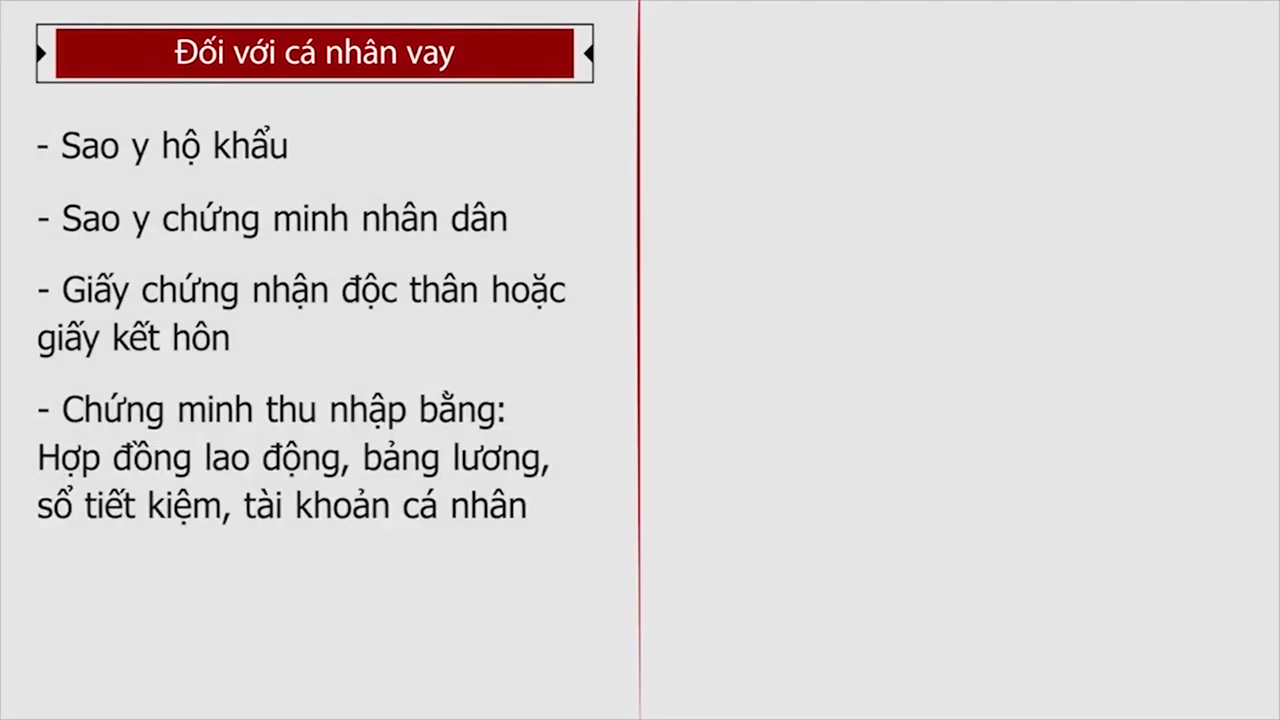 Đối với cá nhân vay
- Sao y hộ khẩu
- Sao y chứng minh nhân dân
- Giấy chứng nhận độc thân hoặc
giấy kết hôn
- Chứng minh thu nhập bằng:
Hợp đồng lao động, bảng lương,
sổ tiết kiệm, tài khoản cá nhân